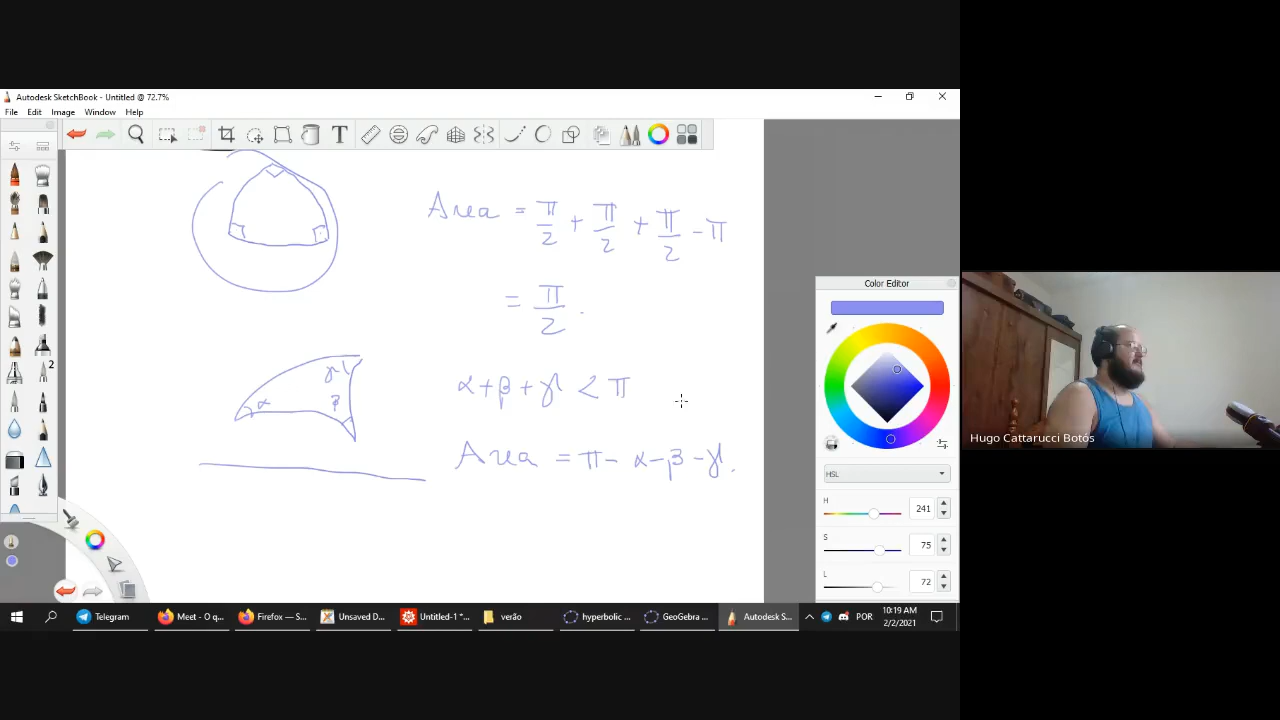 Autodesk SketchBook - Untitled @ 72.7%
File Edit Image Window Help
2
Area = π/2 + π/2 + π/2 - π
= π/2 .
γ
α β
α + β + γ < π
Area = π - α - β - γ.
Color Editor
HSL
H 241
S 75
L 72
Hugo Cattarucci Botós
Telegram
Meet - O q...
Firefox — S...
Unsaved D...
Untitled-1 *...
verão
hyperbolic ...
GeoGebra ...
Autodesk S...
POR
10:19 AM
2/2/2021